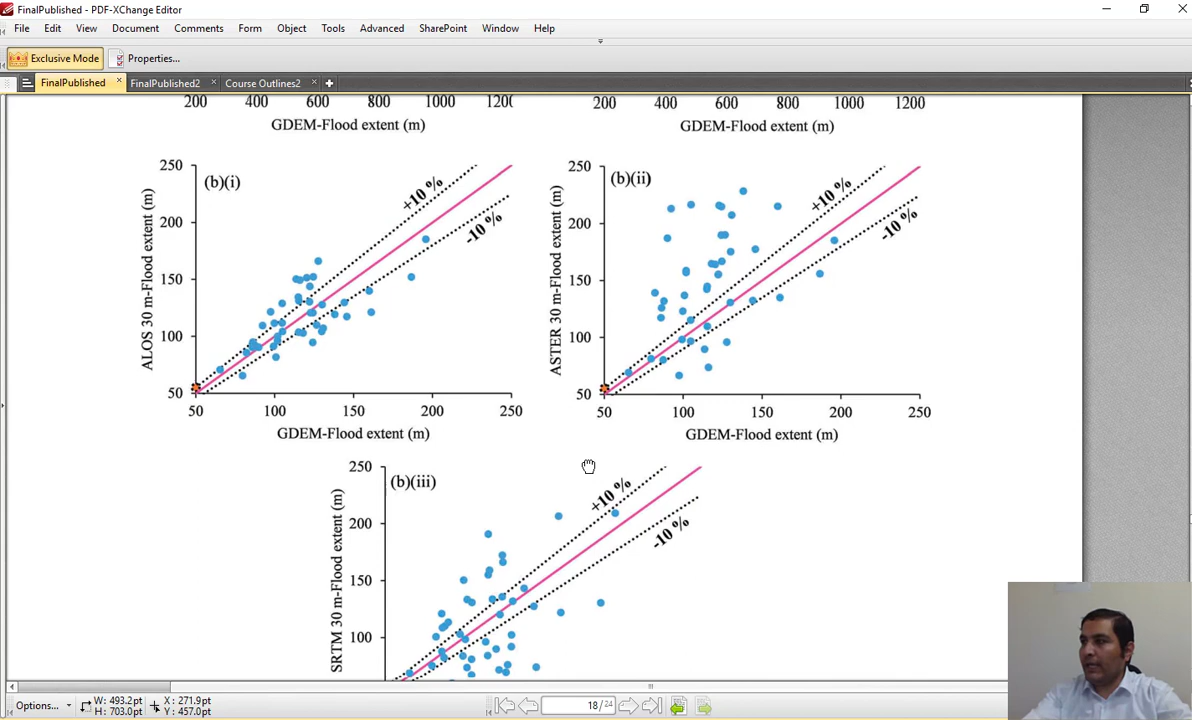 FinalPublished - PDF-XChange Editor
File Edit View Document Comments Form Object Tools Advanced SharePoint Window Help
Exclusive Mode Properties...
FinalPublished FinalPublished2 Course Outlines2
200 400 600 800 1000 120(
GDEM-Flood extent (m)
200 400 600 800 1000 1200
GDEM-Flood extent (m)
(b)(i)
+10 %
-10 %
250
200
150
100
50
ALOS 30 m-Flood extent (m)
50 100 150 200 250
GDEM-Flood extent (m)
(b)(ii)
+10 %
-10 %
250
200
150
100
50
ASTER 30 m-Flood extent (m)
50 100 150 200 250
GDEM-Flood extent (m)
(b)(iii)
+10 %
-10 %
250
200
150
100
SRTM 30 m-Flood extent (m)
Options... W: 493.2pt X: 271.9pt 18/24
H: 703.0pt Y: 457.0pt